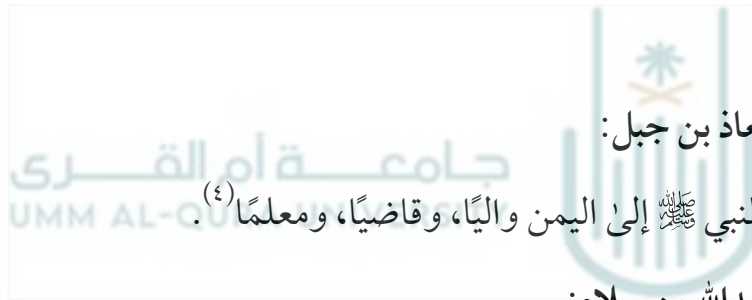 عاذ بن جبل:
لنبي ﷺ إلىٰ اليمن واليًا، وقاضيًا، ومعلمًا(٤).
جامعة أم القرى
UMM AL-QU UNIVERSITY